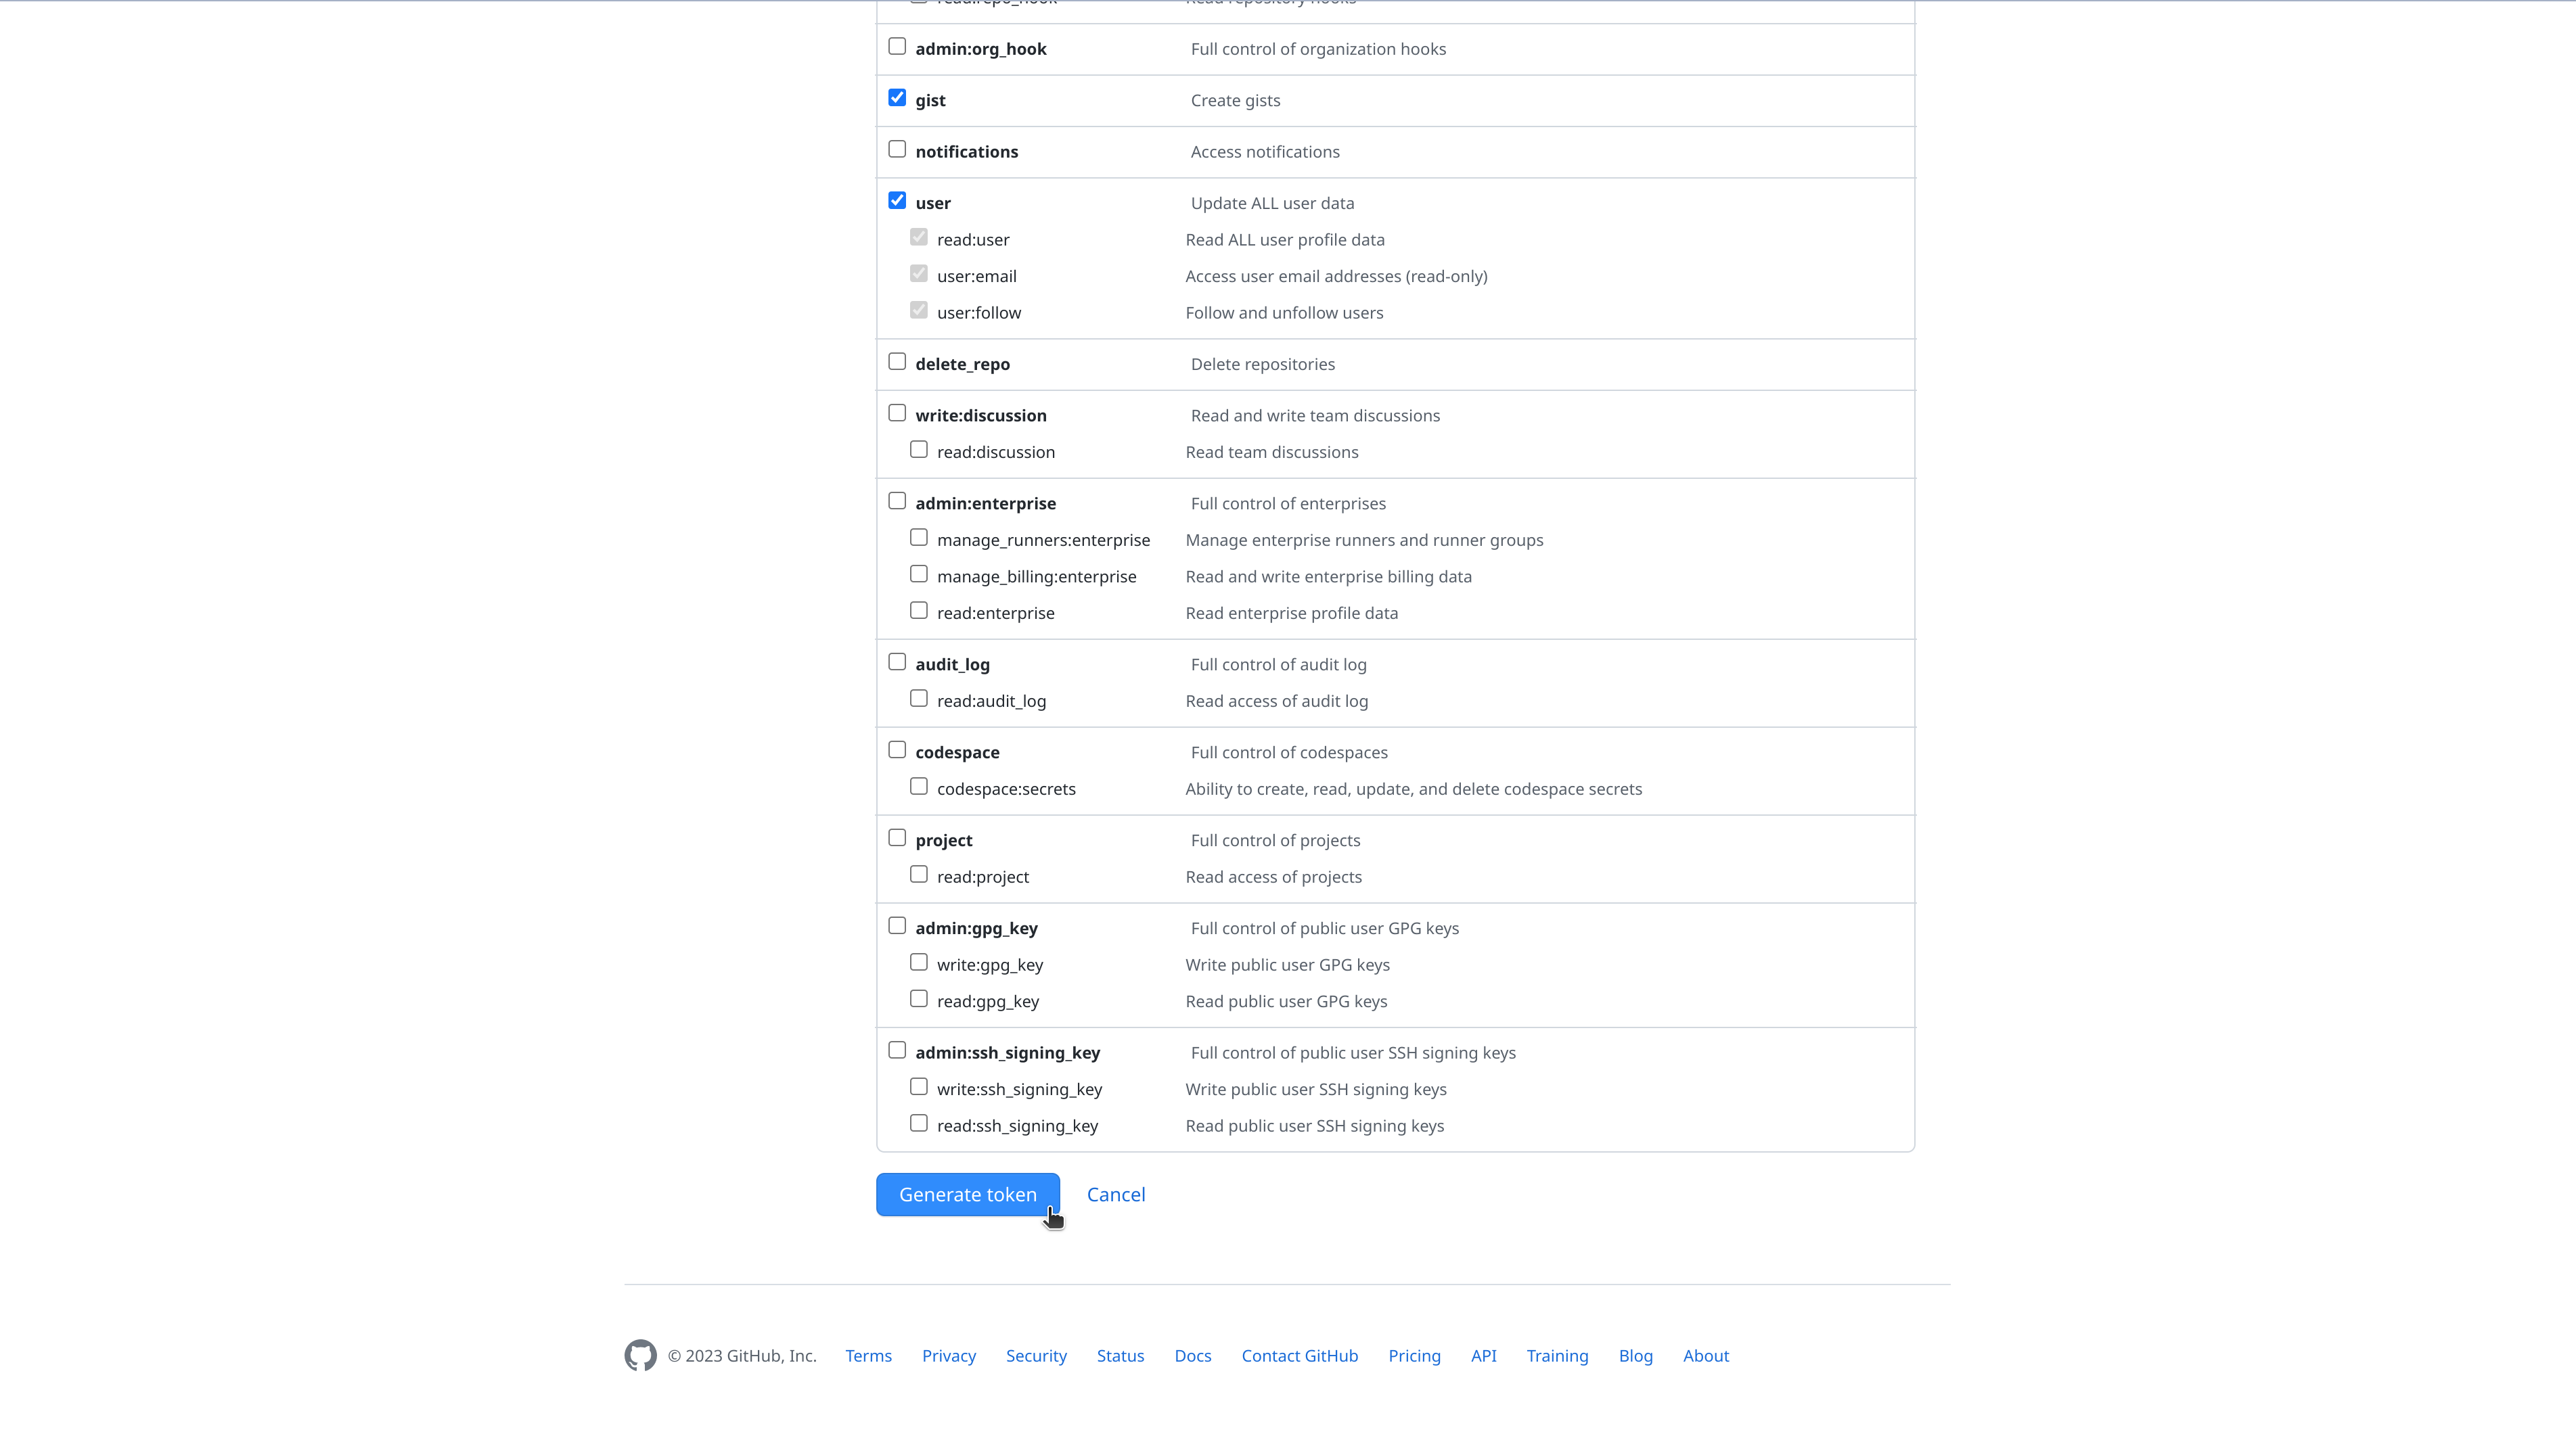 read:repo_hook Read repository hooks
admin:org_hook Full control of organization hooks
gist Create gists
notifications Access notifications
user Update ALL user data
read:user Read ALL user profile data
user:email Access user email addresses (read-only)
user:follow Follow and unfollow users
delete_repo Delete repositories
write:discussion Read and write team discussions
read:discussion Read team discussions
admin:enterprise Full control of enterprises
manage_runners:enterprise Manage enterprise runners and runner groups
manage_billing:enterprise Read and write enterprise billing data
read:enterprise Read enterprise profile data
audit_log Full control of audit log
read:audit_log Read access of audit log
codespace Full control of codespaces
codespace:secrets Ability to create, read, update, and delete codespace secrets
project Full control of projects
read:project Read access of projects
admin:gpg_key Full control of public user GPG keys
write:gpg_key Write public user GPG keys
read:gpg_key Read public user GPG keys
admin:ssh_signing_key Full control of public user SSH signing keys
write:ssh_signing_key Write public user SSH signing keys
read:ssh_signing_key Read public user SSH signing keys
Generate token Cancel
© 2023 GitHub, Inc. Terms Privacy Security Status Docs Contact GitHub Pricing API Training Blog About